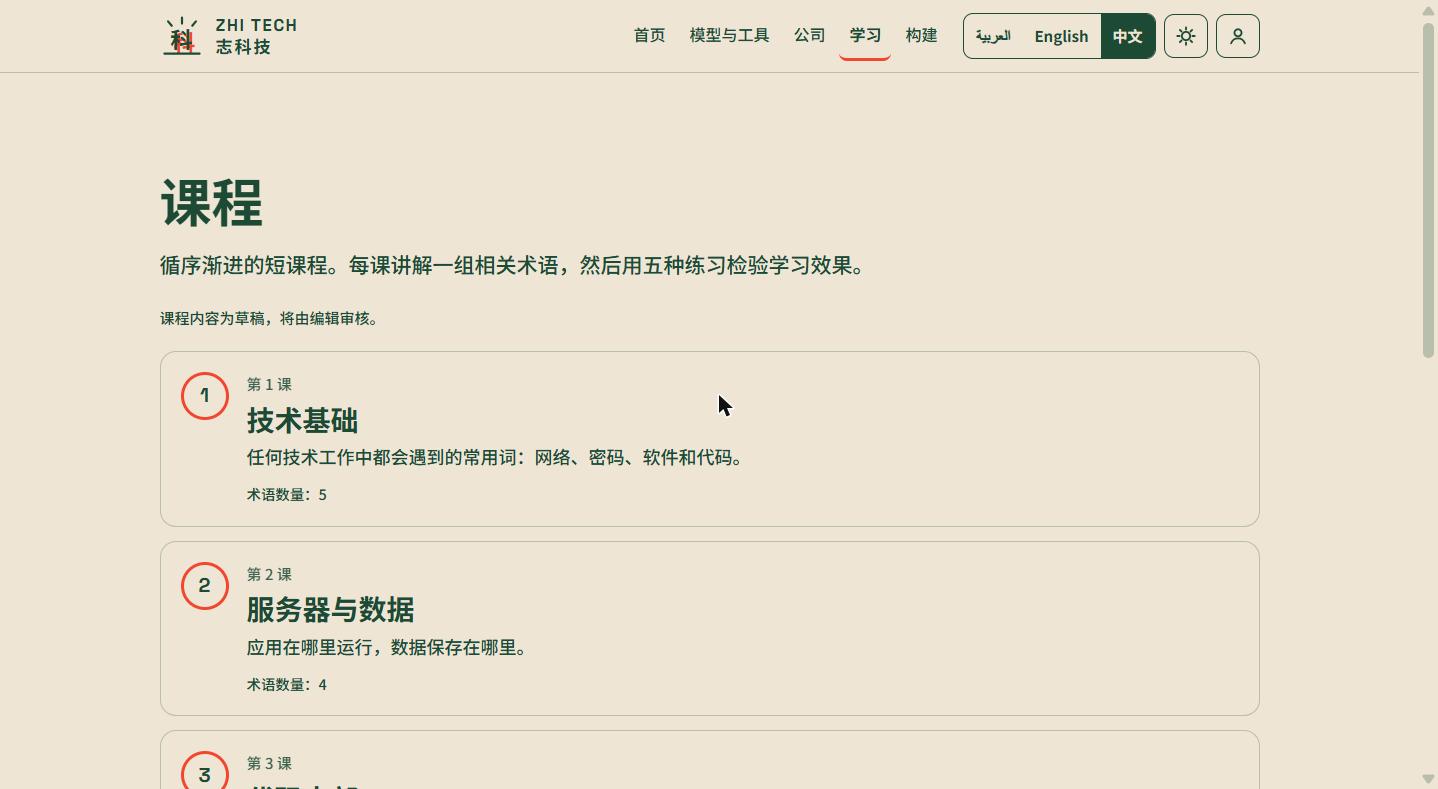 科
ZHI TECH
志科技
首页 模型与工具 公司 学习 构建 العربية English 中文
课程
循序渐进的短课程。每课讲解一组相关术语，然后用五种练习检验学习效果。
课程内容为草稿，将由编辑审核。
1
第 1 课
技术基础
任何技术工作中都会遇到的常用词：网络、密码、软件和代码。
术语数量：5
2
第 2 课
服务器与数据
应用在哪里运行，数据保存在哪里。
术语数量：4
3
第 3 课